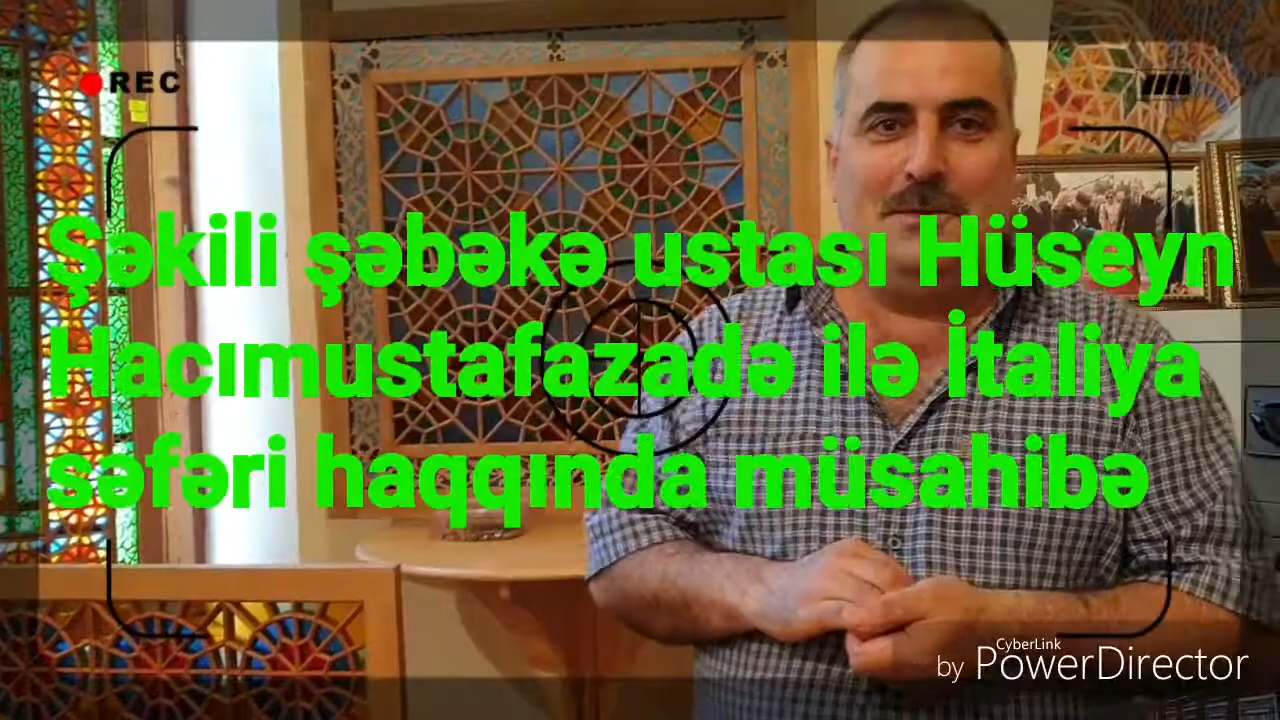 REC
Şəkili şəbəkə ustası Hüseyn
Hacımustafazadə ilə İtaliya
səfəri haqqında müsahibə
CyberLink
by PowerDirector